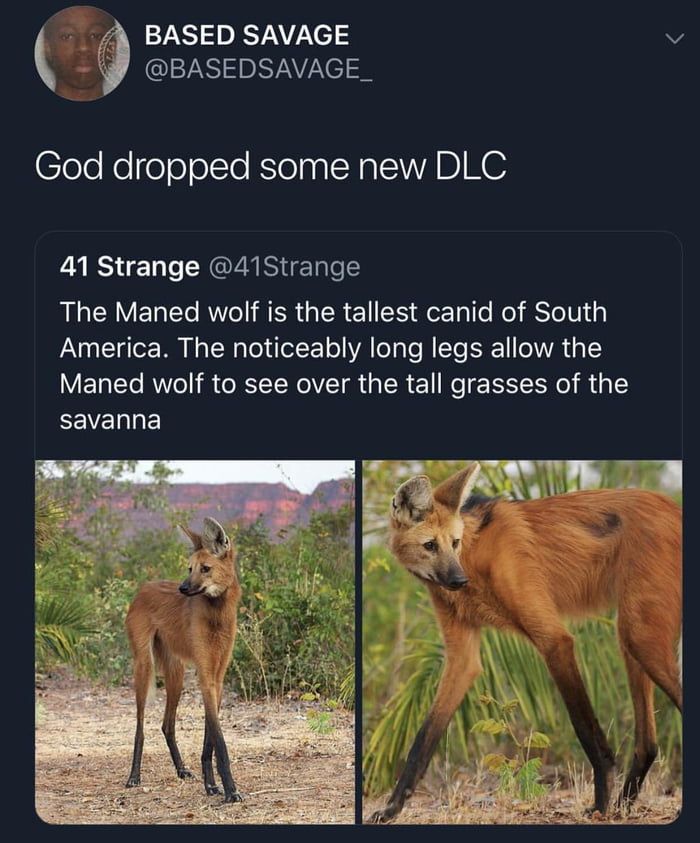 BASED SAVAGE
@BASEDSAVAGE_
God dropped some new DLC
41 Strange @41Strange
The Maned wolf is the tallest canid of South
America. The noticeably long legs allow the
Maned wolf to see over the tall grasses of the
savanna